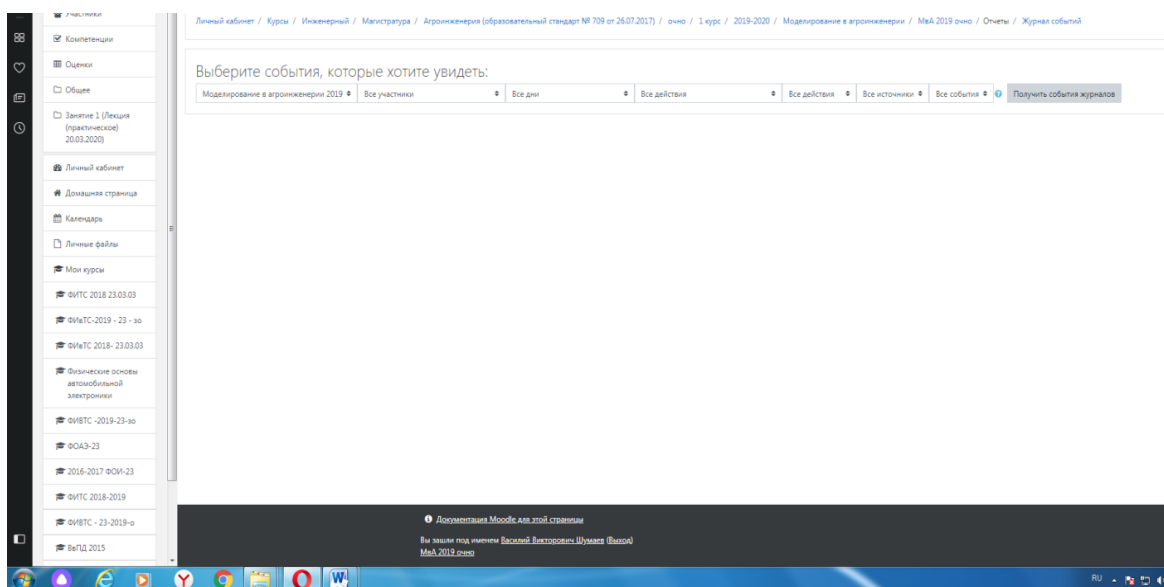 Участники
Личный кабинет / Курсы / Инженерный / Магистратура / Агроинженерия (образовательный стандарт № 709 от 26.07.2017) / очно / 1 курс / 2019-2020 / Моделирование в агроинженерии / МвА 2019 очно / Отчеты / Журнал событий
Компетенции
Оценки
Общее
Занятие 1 (Лекция
(практическое)
20.03.2020)
Выберите события, которые хотите увидеть:
Моделирование в агроинженерии 2019 Все участники Все дни Все действия Все действия Все источники Все события Получить события журналов
Личный кабинет
Домашняя страница
Календарь
Личные файлы
Мои курсы
ФИТС 2018 23.03.03
ФИвТС-2019 - 23 - зо
ФИвТС 2018- 23.03.03
Физические основы
автомобильной
электроники
ФИВТС -2019-23-зо
ФОАЭ-23
2016-2017 ФОИ-23
ФИТС 2018-2019
ФИВТС - 23-2019-о
ВвПД 2015
Документация Moodle для этой страницы
Вы зашли под именем Василий Викторович Шумаев (Выход)
МвА 2019 очно
RU